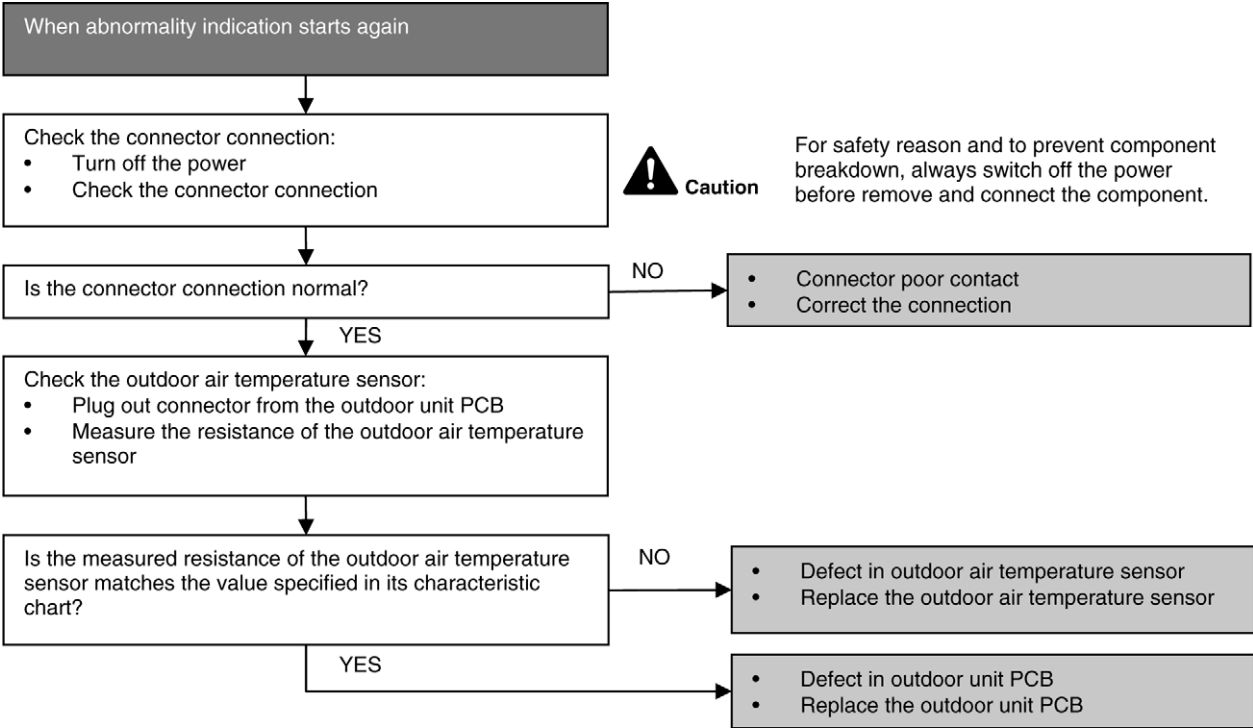 When abnormality indication starts again
Check the connector connection:
• Turn off the power
• Check the connector connection
Caution
For safety reason and to prevent component
breakdown, always switch off the power
before remove and connect the component.
Is the connector connection normal?
NO
• Connector poor contact
• Correct the connection
YES
Check the outdoor air temperature sensor:
• Plug out connector from the outdoor unit PCB
• Measure the resistance of the outdoor air temperature
sensor
Is the measured resistance of the outdoor air temperature
sensor matches the value specified in its characteristic
chart?
NO
• Defect in outdoor air temperature sensor
• Replace the outdoor air temperature sensor
YES
• Defect in outdoor unit PCB
• Replace the outdoor unit PCB